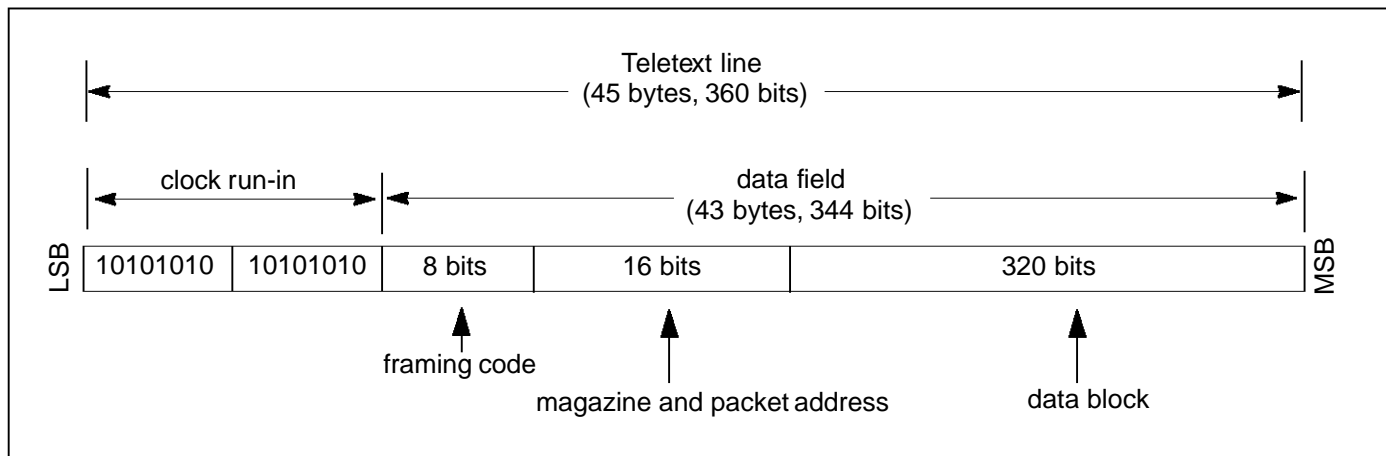 Teletext line
(45 bytes, 360 bits)
clock run-in
data field
(43 bytes, 344 bits)
LSB
10101010
10101010
8 bits
16 bits
320 bits
MSB
framing code
magazine and packet address
data block